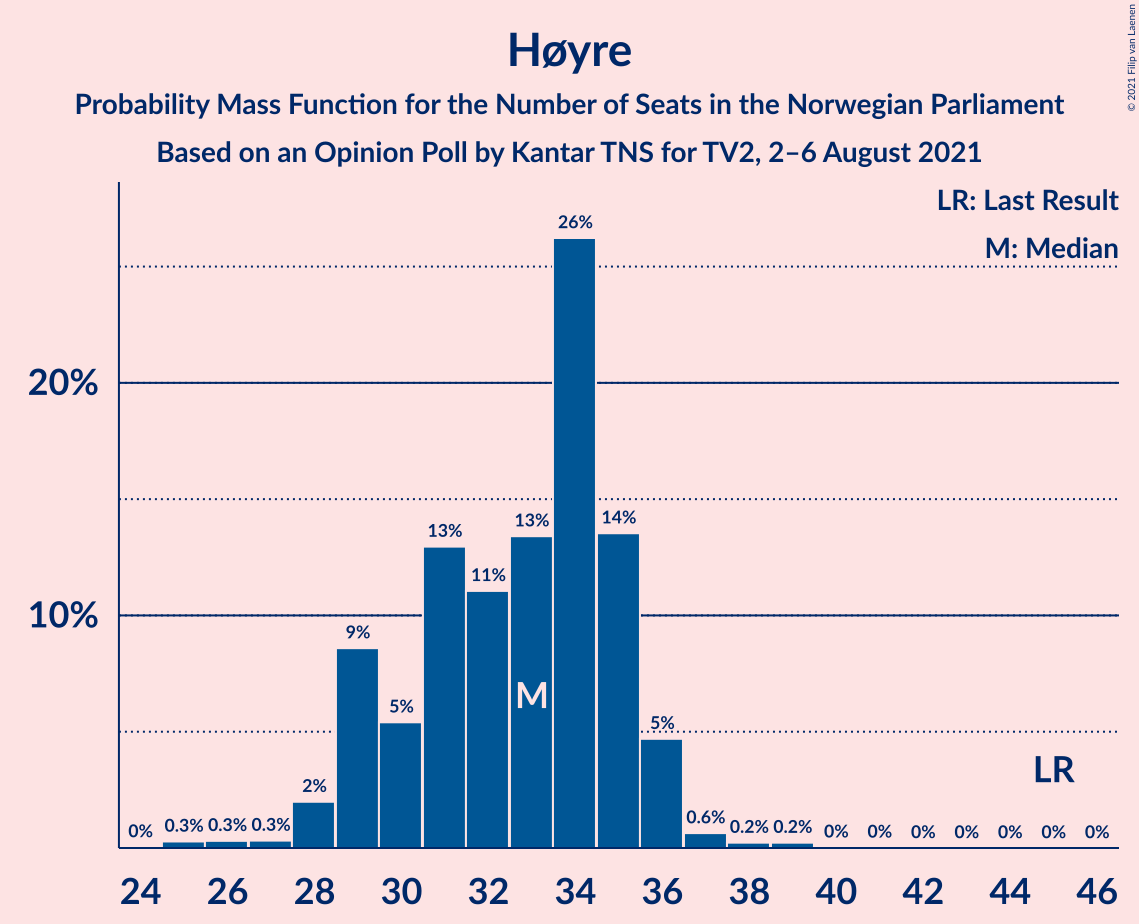 Høyre
Probability Mass Function for the Number of Seats in the Norwegian Parliament
Based on an Opinion Poll by Kantar TNS for TV2, 2–6 August 2021
© 2021 Filip van Laenen
LR: Last Result
M: Median
20%
10%
0%
0.3%
0.3%
0.3%
2%
9%
5%
13%
11%
13%
26%
14%
5%
0.6%
0.2%
0.2%
0%
0%
0%
0%
0%
0%
0%
M
LR
24 26 28 30 32 34 36 38 40 42 44 46